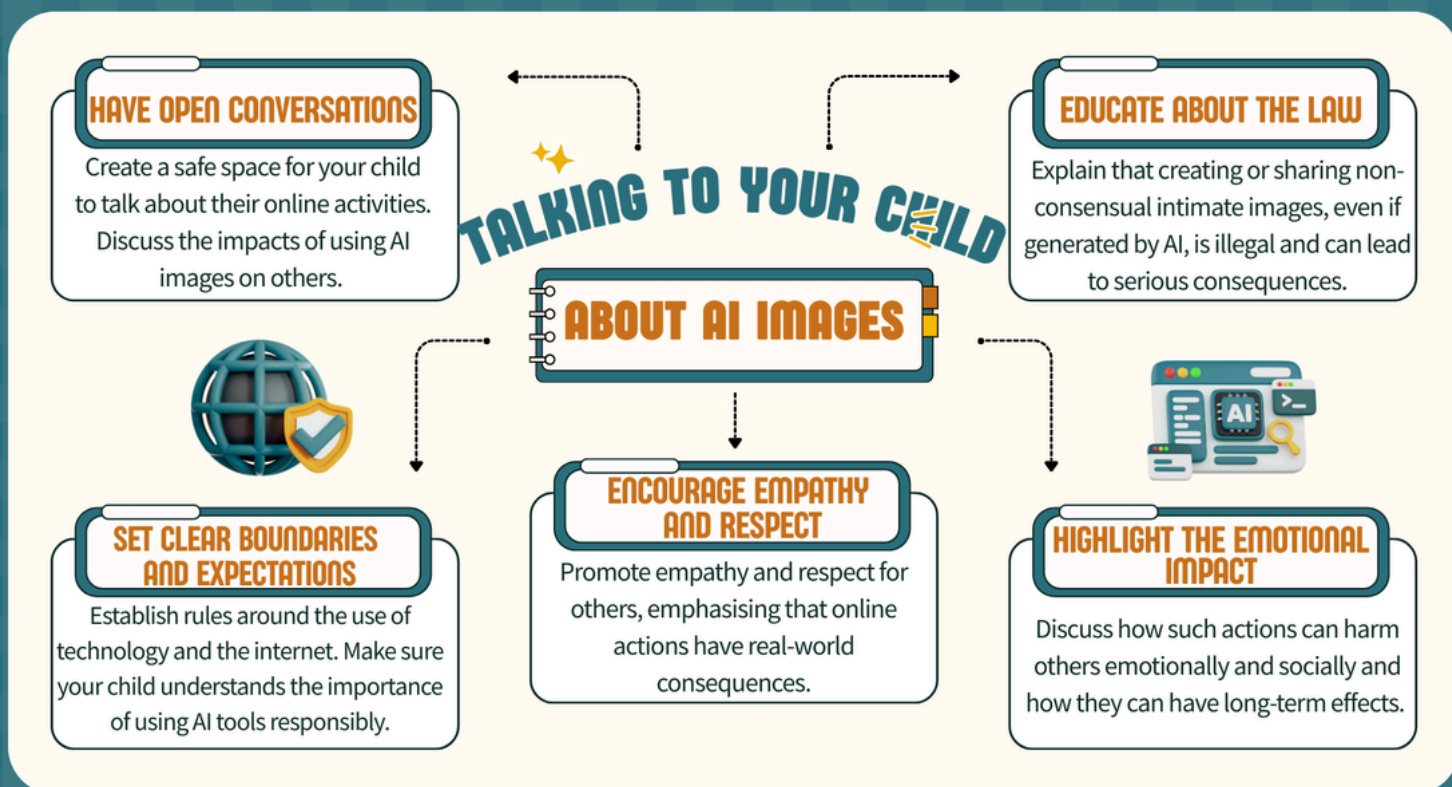 TALKING TO YOUR CHILD
ABOUT AI IMAGES
HAVE OPEN CONVERSATIONS
Create a safe space for your child
to talk about their online activities.
Discuss the impacts of using AI
images on others.
EDUCATE ABOUT THE LAW
Explain that creating or sharing non-
consensual intimate images, even if
generated by AI, is illegal and can lead
to serious consequences.
SET CLEAR BOUNDARIES
AND EXPECTATIONS
Establish rules around the use of
technology and the internet. Make sure
your child understands the importance
of using AI tools responsibly.
ENCOURAGE EMPATHY
AND RESPECT
Promote empathy and respect for
others, emphasising that online
actions have real-world
consequences.
AI
>_
HIGHLIGHT THE EMOTIONAL
IMPACT
Discuss how such actions can harm
others emotionally and socially and
how they can have long-term effects.